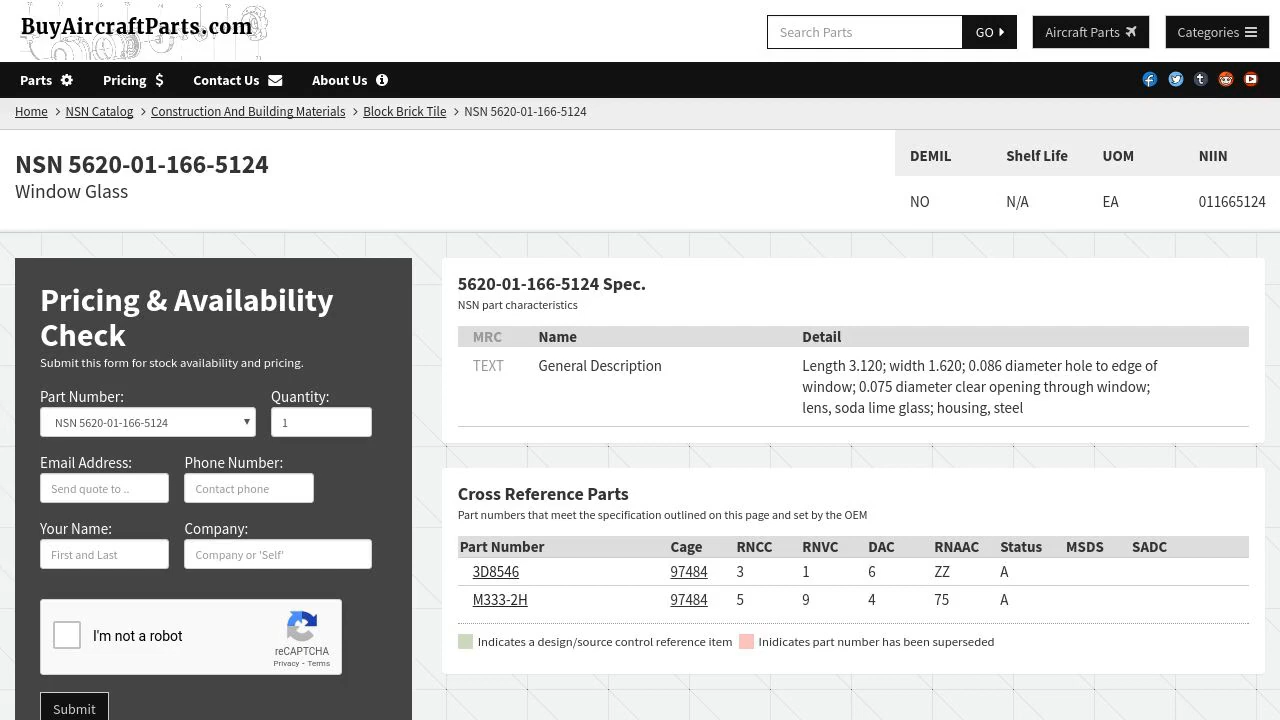 BuyAircraftParts.com
Search Parts
GO
Aircraft Parts
Categories
Parts
Pricing
Contact Us
About Us
Home > NSN Catalog > Construction And Building Materials > Block Brick Tile > NSN 5620-01-166-5124
NSN 5620-01-166-5124
Window Glass
DEMIL Shelf Life UOM NIIN
NO N/A EA 011665124
Pricing & Availability
Check
Submit this form for stock availability and pricing.
Part Number: Quantity:
NSN 5620-01-166-5124 1
Email Address: Phone Number:
Send quote to .. Contact phone
Your Name: Company:
First and Last Company or 'Self'
I'm not a robot
reCAPTCHA
Privacy - Terms
Submit
5620-01-166-5124 Spec.
NSN part characteristics
MRC Name Detail
TEXT General Description Length 3.120; width 1.620; 0.086 diameter hole to edge of
window; 0.075 diameter clear opening through window;
lens, soda lime glass; housing, steel
Cross Reference Parts
Part numbers that meet the specification outlined on this page and set by the OEM
Part Number Cage RNCC RNVC DAC RNAAC Status MSDS SADC
3D8546 97484 3 1 6 ZZ A
M333-2H 97484 5 9 4 75 A
Indicates a design/source control reference item Inidicates part number has been superseded